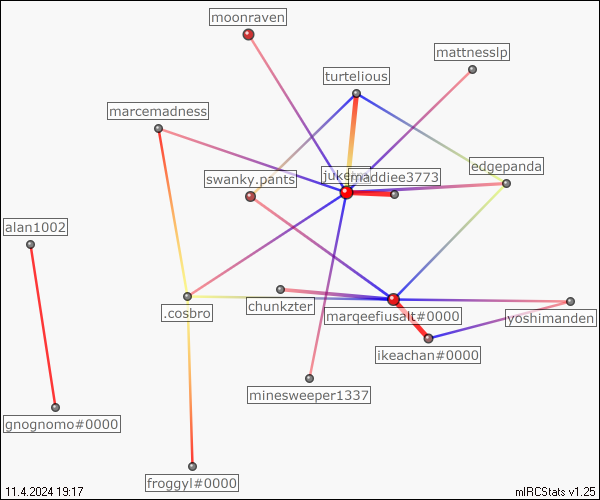 moonraven
mattnesslp
turtelious
marcemadness
edgepanda
swanky.pants
maddiee3773
alan1002
.cosbro
chunkzter
marqeefiusalt#0000
yoshimanden
ikeachan#0000
minesweeper1337
gnognomo#0000
froggyl#0000
11.4.2024 19:17
mIRCStats v1.25